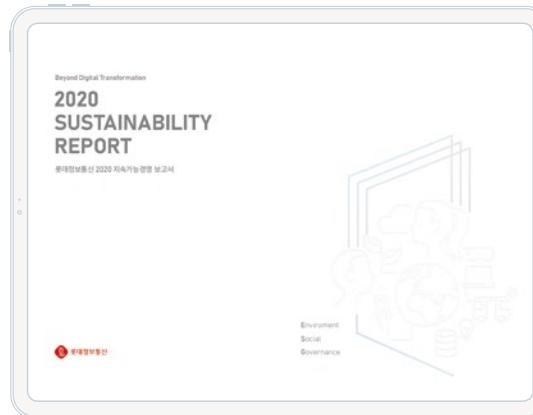 Beyond Digital Transformation
2020
SUSTAINABILITY
REPORT
롯데정보통신 2020 지속가능경영 보고서
Enviroment
Social
Governance
롯데정보통신